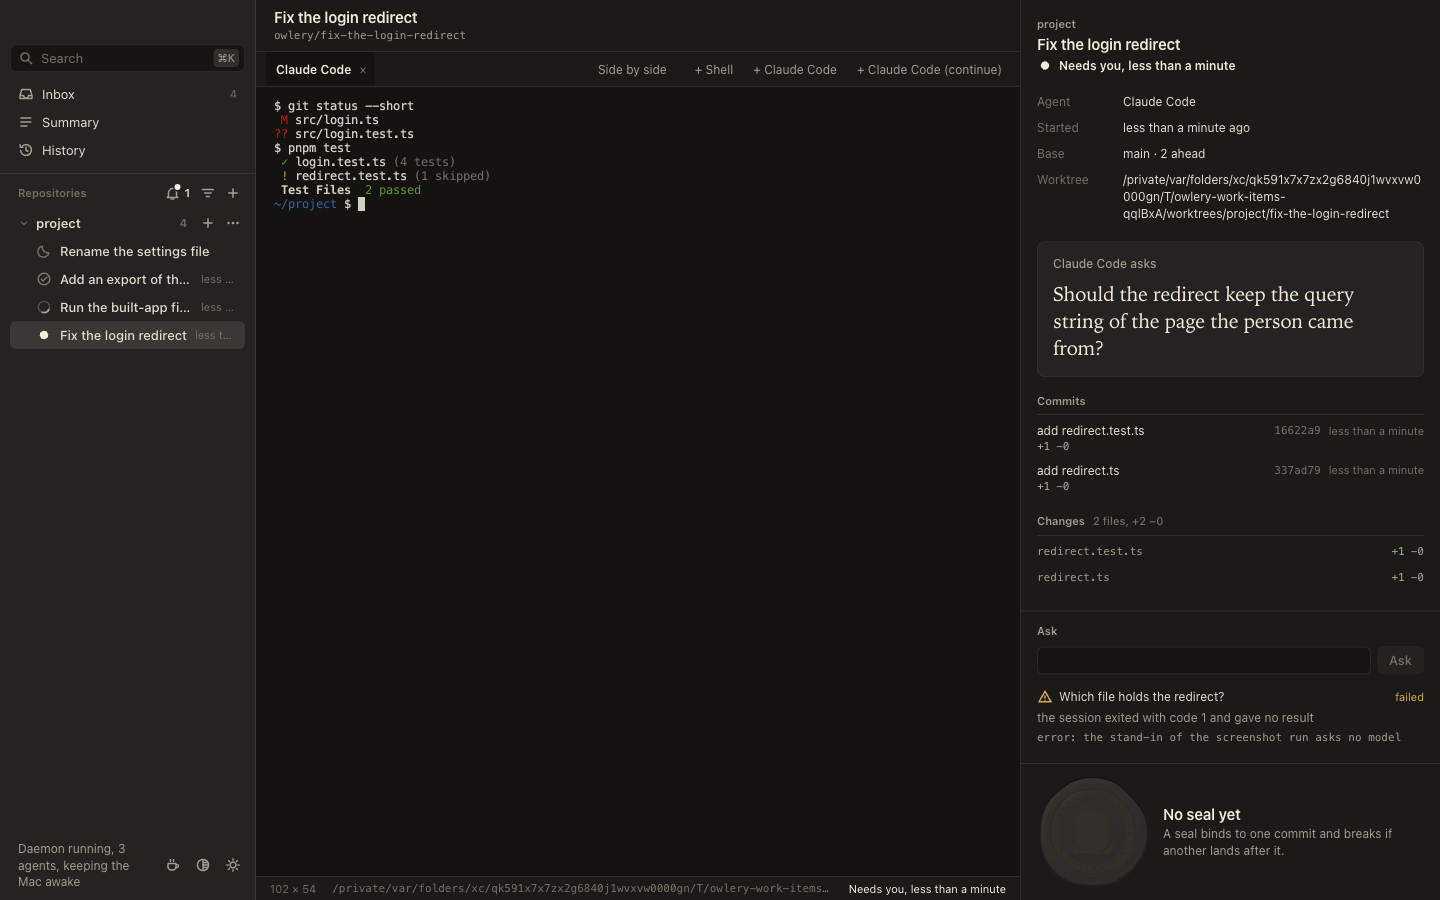 Search ⌘K
Inbox 4
Summary
History
Repositories 1
project 4
Rename the settings file
Add an export of th... less ...
Run the built-app fi... less ...
Fix the login redirect less t...
Daemon running, 3
agents, keeping the
Mac awake
Fix the login redirect
owlery/fix-the-login-redirect
Claude Code × Side by side + Shell + Claude Code + Claude Code (continue)
$ git status --short
M src/login.ts
?? src/login.test.ts
$ pnpm test
✓ login.test.ts (4 tests)
! redirect.test.ts (1 skipped)
Test Files 2 passed
~/project $
102 × 54 /private/var/folders/xc/qk591x7x7zx2g6840j1wvxvw0000gn/T/owlery-work-items… Needs you, less than a minute
project
Fix the login redirect
Needs you, less than a minute
Agent Claude Code
Started less than a minute ago
Base main · 2 ahead
Worktree /private/var/folders/xc/qk591x7x7zx2g6840j1wvxvw0
000gn/T/owlery-work-items-
qqlBxA/worktrees/project/fix-the-login-redirect
Claude Code asks
Should the redirect keep the query
string of the page the person came
from?
Commits
add redirect.test.ts 16622a9 less than a minute
+1 −0
add redirect.ts 337ad79 less than a minute
+1 −0
Changes 2 files, +2 −0
redirect.test.ts +1 −0
redirect.ts +1 −0
Ask
Ask
Which file holds the redirect? failed
the session exited with code 1 and gave no result
error: the stand-in of the screenshot run asks no model
No seal yet
A seal binds to one commit and breaks if
another lands after it.